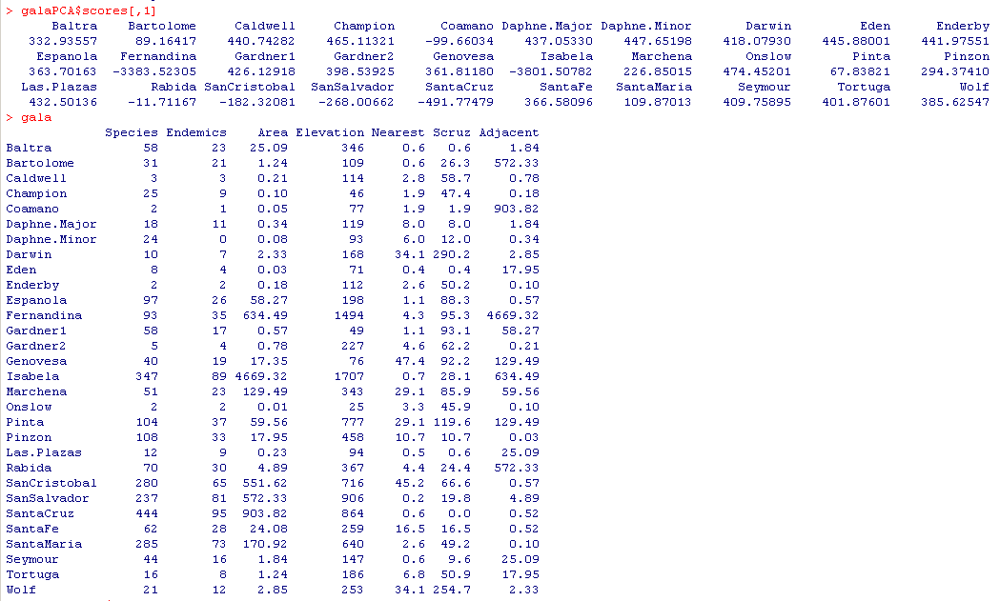 > galaPCA$scores[,1]
Baltra Bartolome Caldwell Champion Coamano Daphne.Major Daphne.Minor Darwin Eden Enderby
332.93557 89.16417 440.74282 465.11321 -99.66034 437.05330 447.65198 418.07930 445.88001 441.97551
Espanola Fernandina Gardner1 Gardner2 Genovesa Isabela Marchena Onslow Pinta Pinzon
363.70163 -3383.52305 426.12918 398.53925 361.81180 -3801.50782 226.85015 474.45201 67.83821 294.37410
Las.Plazas Rabida SanCristobal SanSalvador SantaCruz SantaFe SantaMaria Seymour Tortuga Wolf
432.50136 -11.71167 -182.32081 -268.00662 -491.77479 366.58096 109.87013 409.75895 401.87601 385.62547
> gala
Species Endemics Area Elevation Nearest Scruz Adjacent
Baltra 58 23 25.09 346 0.6 0.6 1.84
Bartolome 31 21 1.24 109 0.6 26.3 572.33
Caldwell 3 3 0.21 114 2.8 58.7 0.78
Champion 25 9 0.10 46 1.9 47.4 0.18
Coamano 2 1 0.05 77 1.9 1.9 903.82
Daphne.Major 18 11 0.34 119 8.0 8.0 1.84
Daphne.Minor 24 0 0.08 93 6.0 12.0 0.34
Darwin 10 7 2.33 168 34.1 290.2 2.85
Eden 8 4 0.03 71 0.4 0.4 17.95
Enderby 2 2 0.18 112 2.6 50.2 0.10
Espanola 97 26 58.27 198 1.1 88.3 0.57
Fernandina 93 35 634.49 1494 4.3 95.3 4669.32
Gardner1 58 17 0.57 49 1.1 93.1 58.27
Gardner2 5 4 0.78 227 4.6 62.2 0.21
Genovesa 40 19 17.35 76 47.4 92.2 129.49
Isabela 347 89 4669.32 1707 0.7 28.1 634.49
Marchena 51 23 129.49 343 29.1 85.9 59.56
Onslow 2 2 0.01 25 3.3 45.9 0.10
Pinta 104 37 59.56 777 29.1 119.6 129.49
Pinzon 108 33 17.95 458 10.7 10.7 0.03
Las.Plazas 12 9 0.23 94 0.5 0.6 25.09
Rabida 70 30 4.89 367 4.4 24.4 572.33
SanCristobal 280 65 551.62 716 45.2 66.6 0.57
SanSalvador 237 81 572.33 906 0.2 19.8 4.89
SantaCruz 444 95 903.82 864 0.6 0.0 0.52
SantaFe 62 28 24.08 259 16.5 16.5 0.52
SantaMaria 285 73 170.92 640 2.6 49.2 0.10
Seymour 44 16 1.84 147 0.6 9.6 25.09
Tortuga 16 8 1.24 186 6.8 50.9 17.95
Wolf 21 12 2.85 253 34.1 254.7 2.33